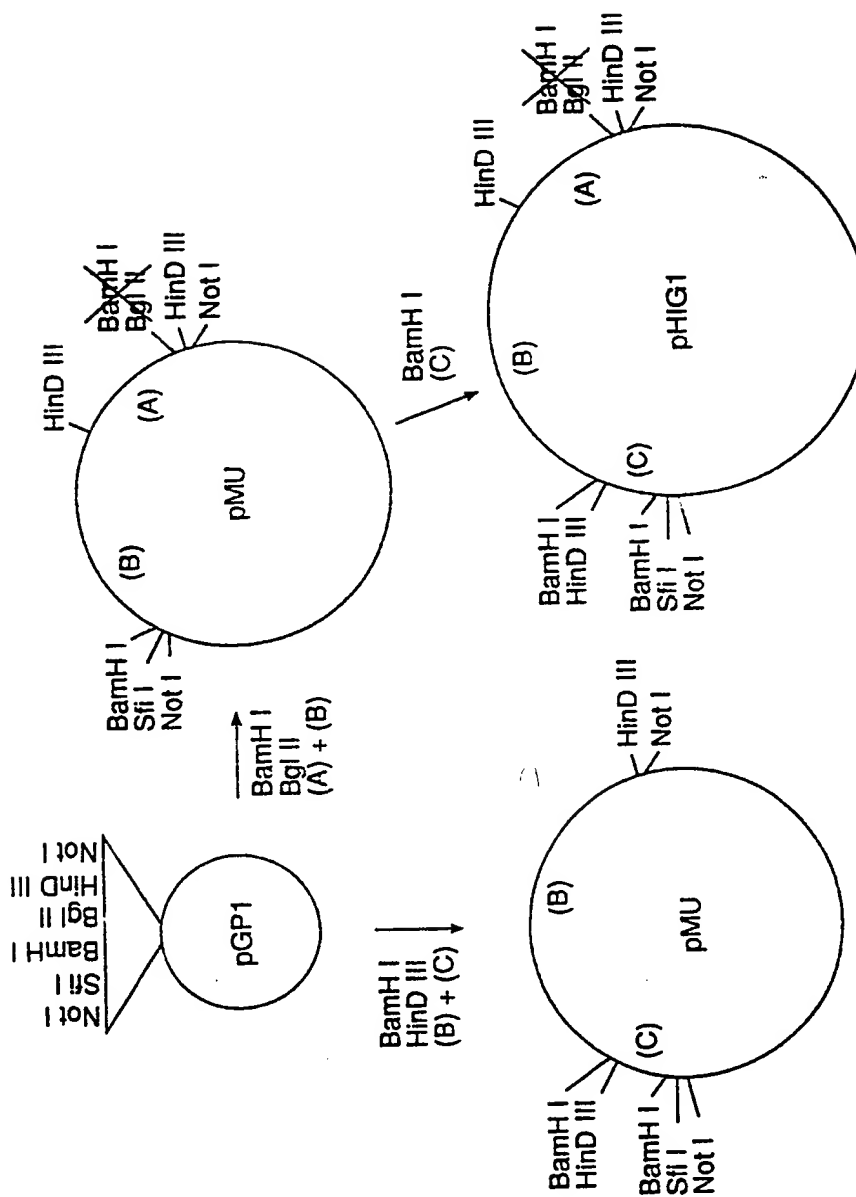 Not I
Sfi I
BamH I
Bgl II
HinD III
Not I
pGP1
BamH I
Bgl II
(A) + (B)
BamH I
Sfi I
Not I
(B)
HinD III
(A)
BamH I
Bgl II
HinD III
Not I
pMU
BamH I
HinD III
(B) + (C)
BamH I
(C)
BamH I
HinD III
BamH I
Sfi I
Not I
(C)
(B)
HinD III
Not I
pMU
BamH I
HinD III
BamH I
Sfi I
Not I
(C)
(B)
HinD III
(A)
BamH I
Bgl II
HinD III
Not I
pHIG1